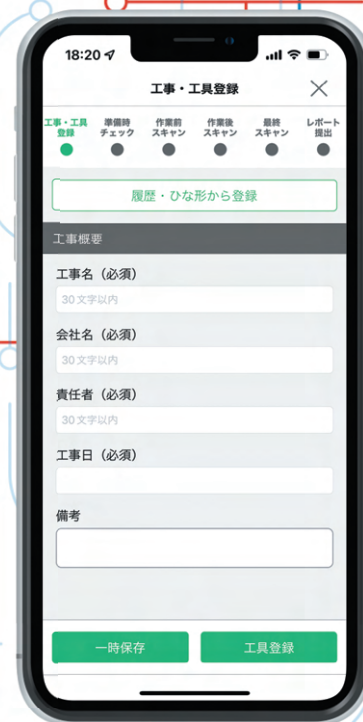 18:20
工事・工具登録
工事・工具
登録
準備時
チェック
作業前
スキャン
作業後
スキャン
最終
スキャン
レポート
提出
履歴・ひな形から登録
工事概要
工事名（必須）
30文字以内
会社名（必須）
30文字以内
責任者（必須）
30文字以内
工事日（必須）
備考
一時保存
工具登録